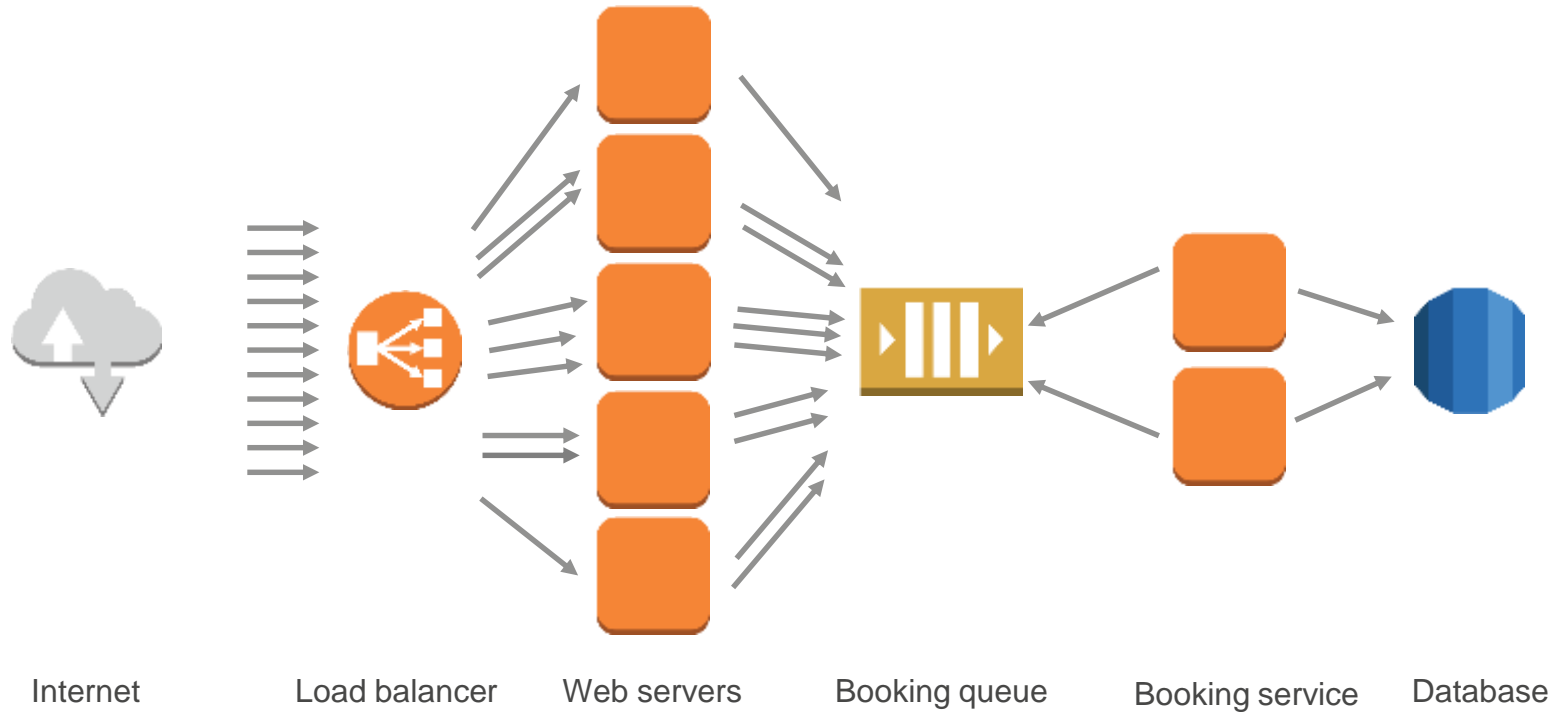 Internet
Load balancer
Web servers
Booking queue
Booking service
Database